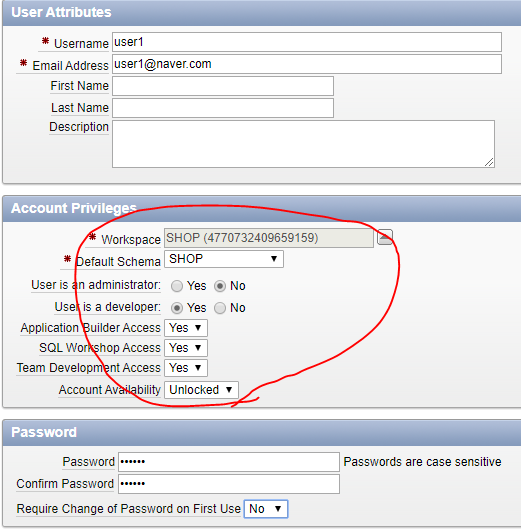 User Attributes
* Username user1
* Email Address user1@naver.com
First Name
Last Name
Description
Account Privileges
* Workspace SHOP (4770732409659159)
* Default Schema SHOP
User is an administrator: Yes No
User is a developer: Yes No
Application Builder Access Yes
SQL Workshop Access Yes
Team Development Access Yes
Account Availability Unlocked
Password
Password •••••• Passwords are case sensitive
Confirm Password ••••••
Require Change of Password on First Use No